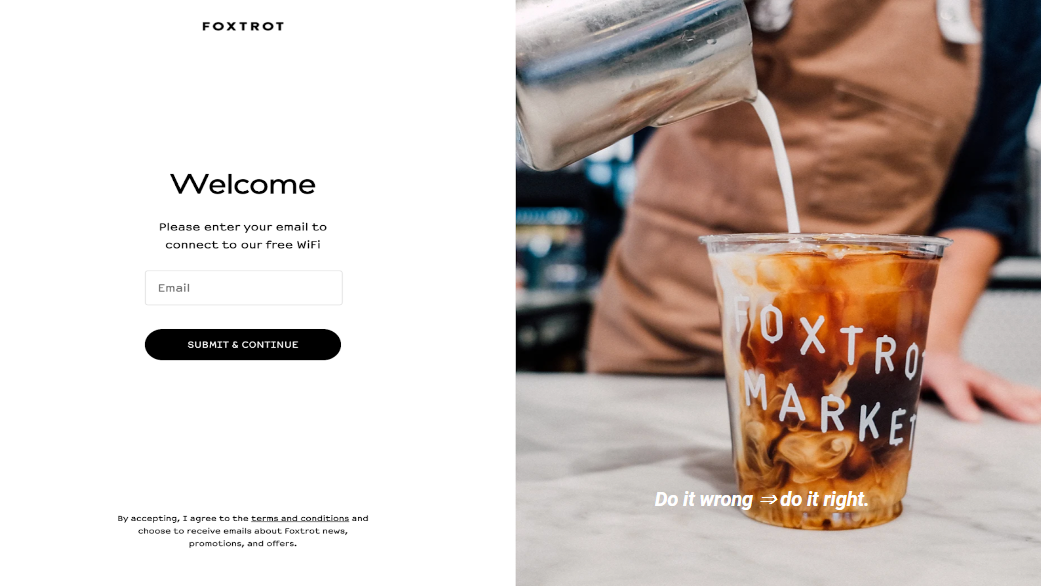 FOXTROT
Welcome
Please enter your email to
connect to our free WiFi
Email
SUBMIT & CONTINUE
By accepting, I agree to the terms and conditions and
choose to receive emails about Foxtrot news,
promotions, and offers.
FOXTRO
MARKET
Do it wrong ⇒ do it right.